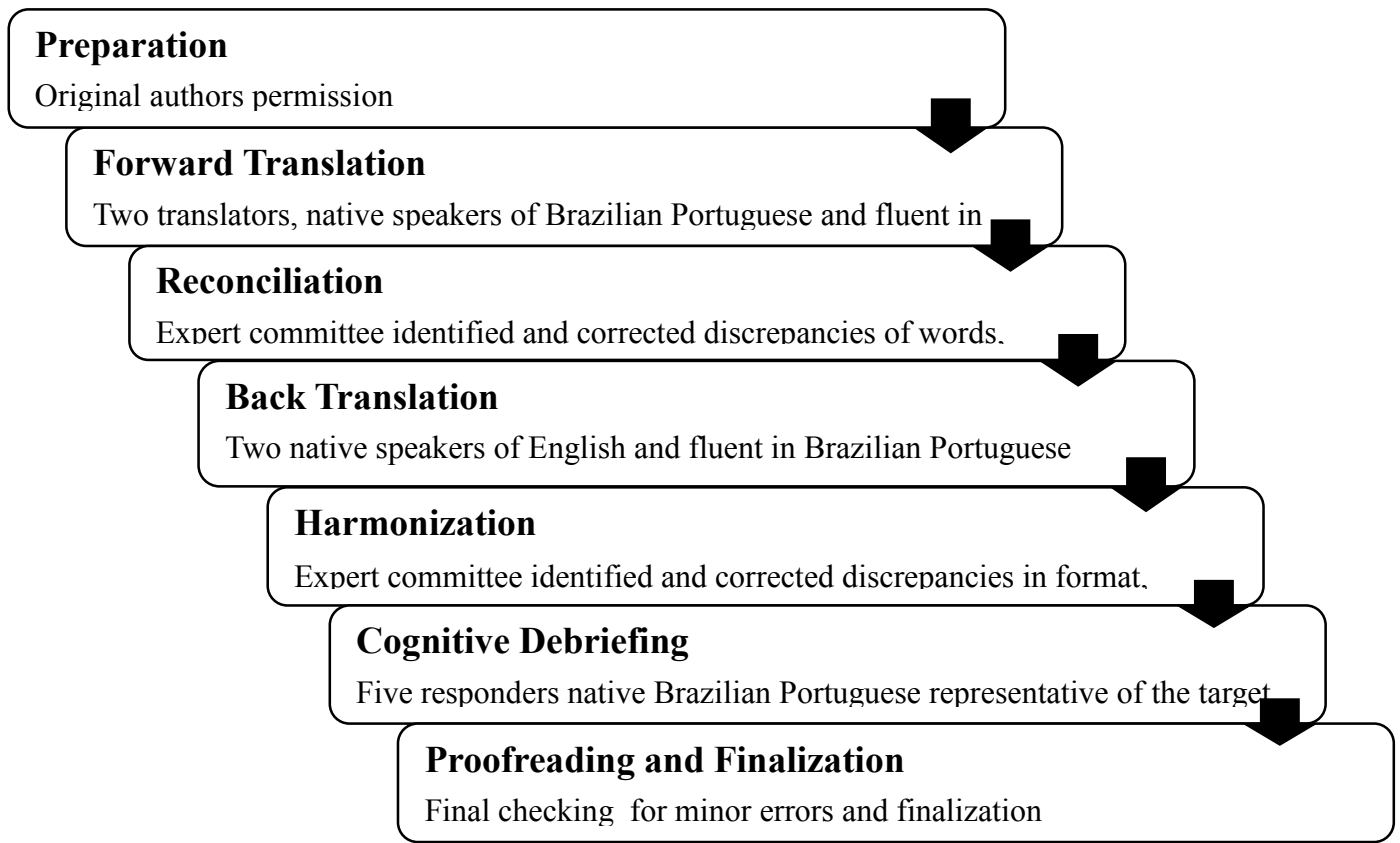 Preparation
Original authors permission
Forward Translation
Two translators, native speakers of Brazilian Portuguese and fluent in
Reconciliation
Expert committee identified and corrected discrepancies of words,
Back Translation
Two native speakers of English and fluent in Brazilian Portuguese
Harmonization
Expert committee identified and corrected discrepancies in format,
Cognitive Debriefing
Five responders native Brazilian Portuguese representative of the target
Proofreading and Finalization
Final checking  for minor errors and finalization